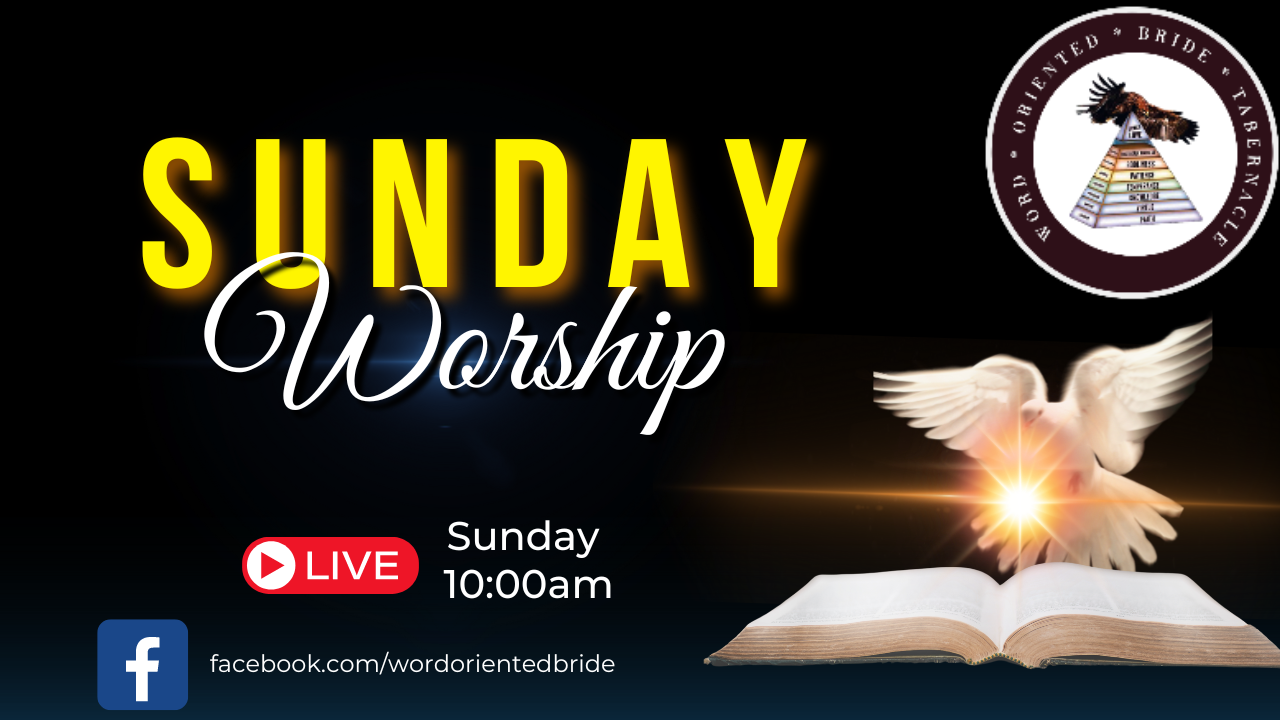 SUNDAY
Worship
WORD * ORIENTED * BRIDE * TABERNACLE
LIVE
Sunday
10:00am
f
facebook.com/wordorientedbride